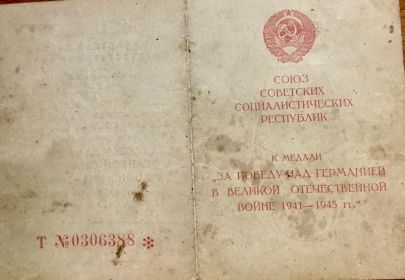 Т №0306388 *
СОЮЗ
СОВЕТСКИХ
СОЦИАЛИСТИЧЕСКИХ
РЕСПУБЛИК
К МЕДАЛИ
„ЗА ПОБЕДУ НАД ГЕРМАНИЕЙ
В ВЕЛИКОЙ ОТЕЧЕСТВЕННОЙ
ВОЙНЕ 1941—1945 гг.“